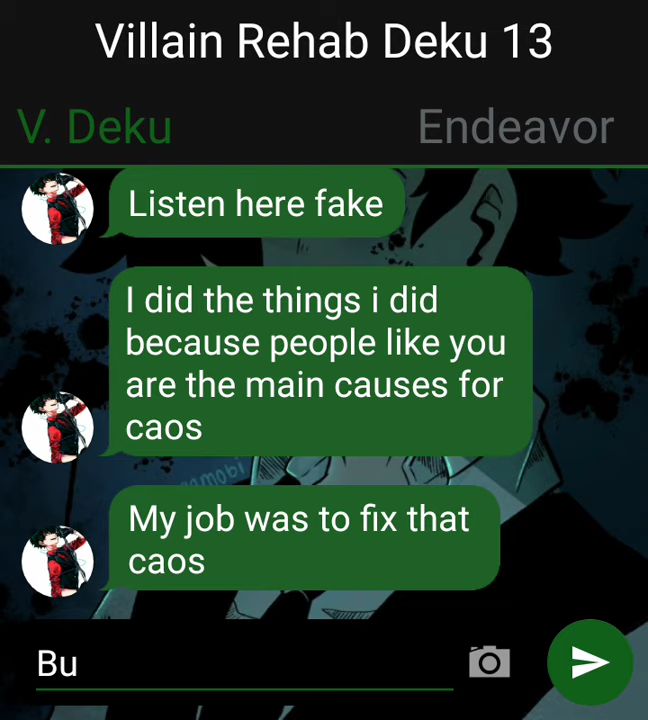 Villain Rehab Deku 13
V. Deku
Endeavor
Listen here fake
I did the things i did
because people like you
are the main causes for
caos
My job was to fix that
caos
Bu